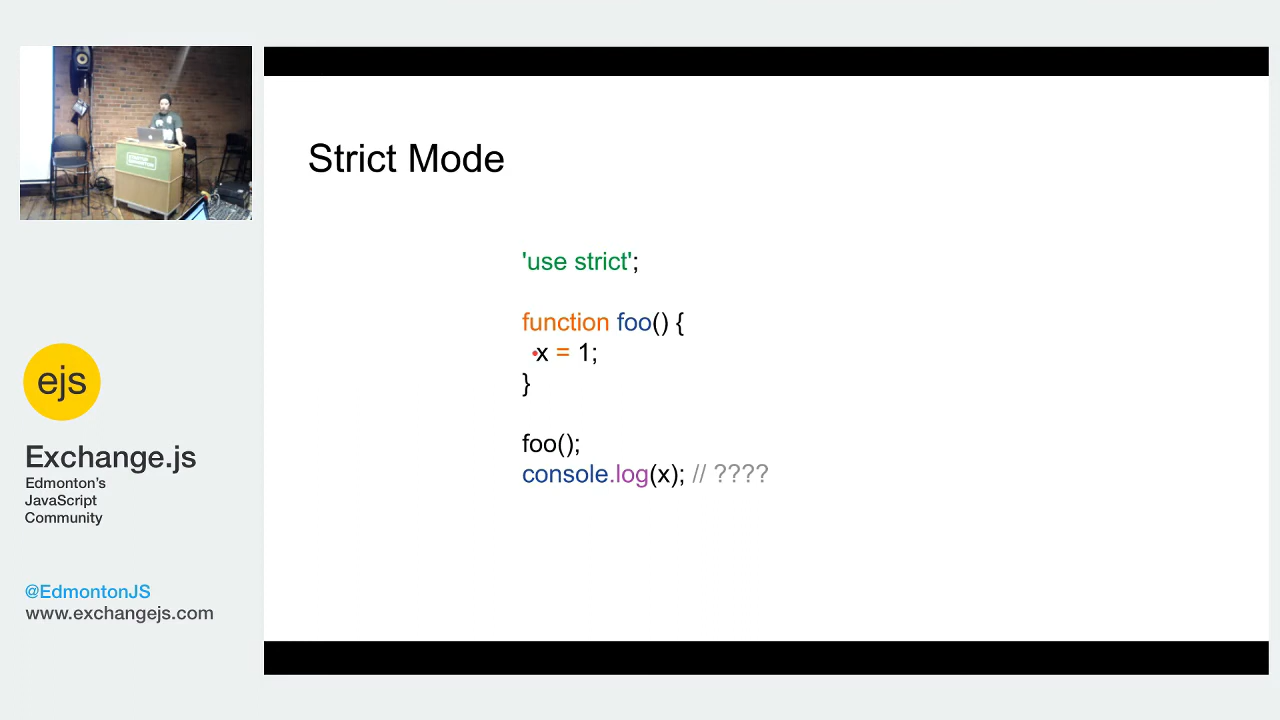 Strict Mode
'use strict';
function foo() {
x = 1;
}
foo();
console.log(x); // ????
ejs
Exchange.js
Edmonton's
JavaScript
Community
@EdmontonJS
www.exchangejs.com